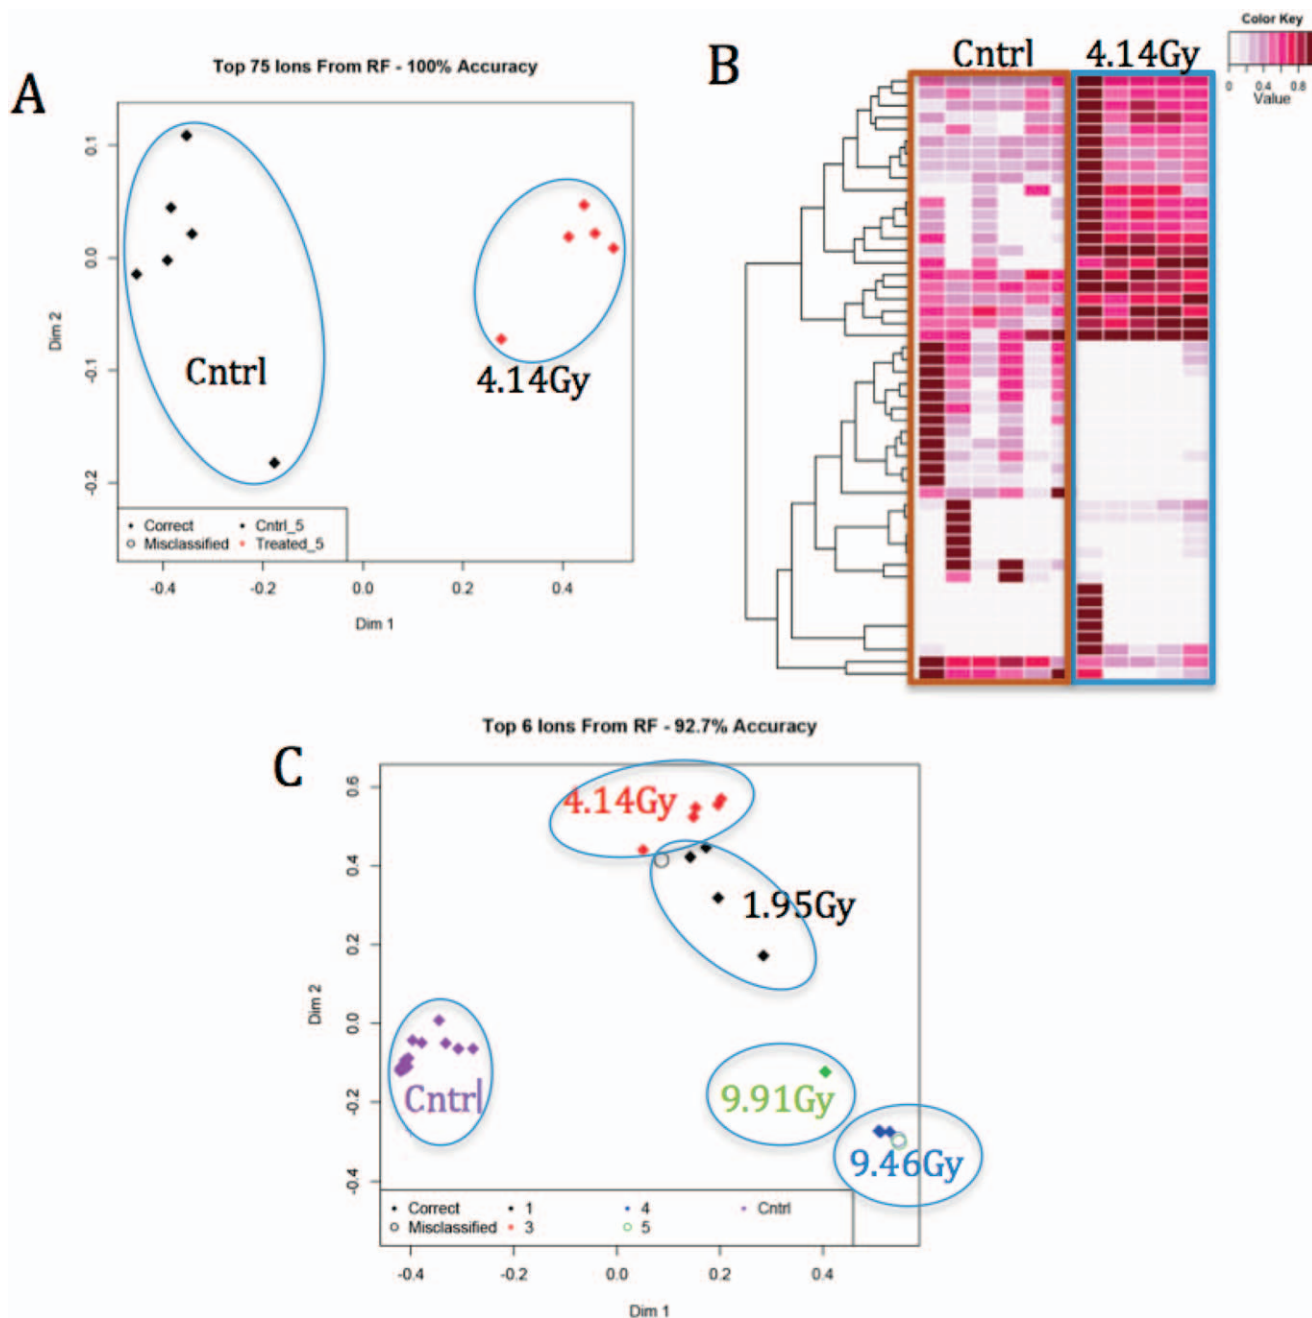 A
Top 75 Ions From RF - 100% Accuracy
Dim 2
0.1
0.0
-0.1
-0.2
Cntrl
4.14Gy
Correct
Cntrl_5
Misclassified
Treated_5
-0.4 -0.2 0.0 0.2 0.4
Dim 1
B
Cntrl
4.14Gy
Color Key
0 0.4 0.8
Value
C
Top 6 Ions From RF - 92.7% Accuracy
Dim 2
0.6
0.4
0.2
0.0
-0.2
-0.4
4.14Gy
1.95Gy
Cntrl
9.91Gy
9.46Gy
Correct 1 4 Cntrl
Misclassified 3 5
-0.4 -0.2 0.0 0.2 0.4
Dim 1